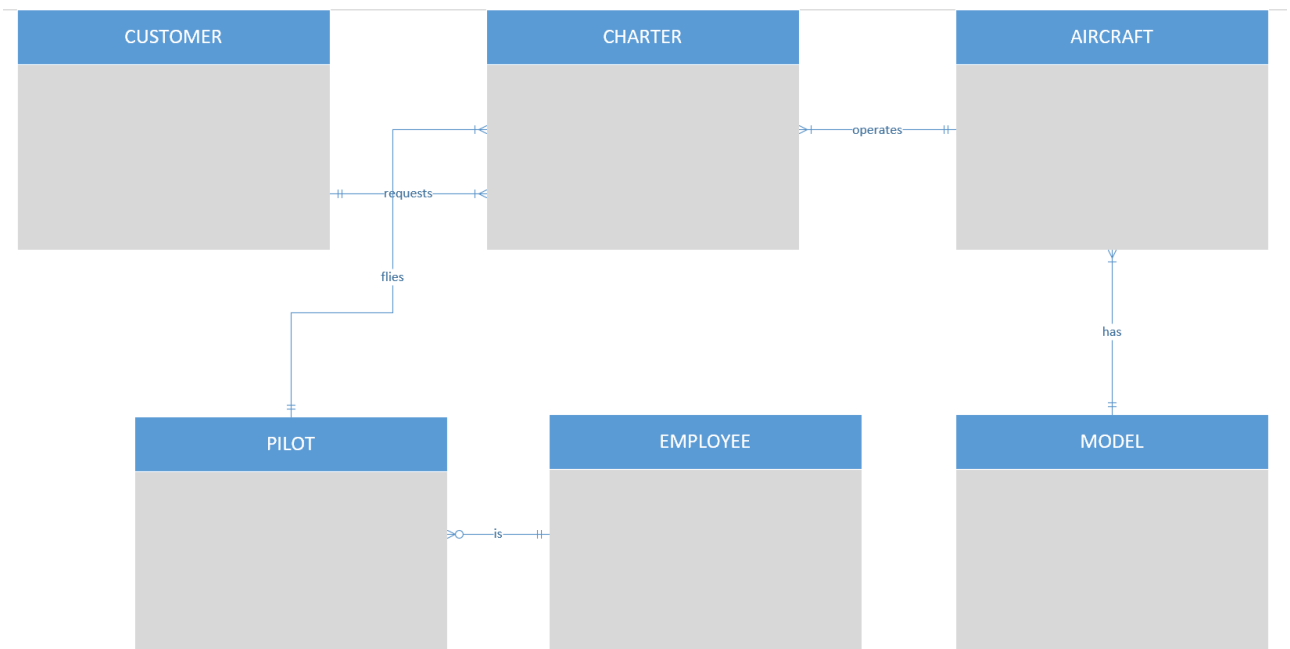 CUSTOMER
CHARTER
AIRCRAFT
operates
requests
flies
has
PILOT
EMPLOYEE
MODEL
is